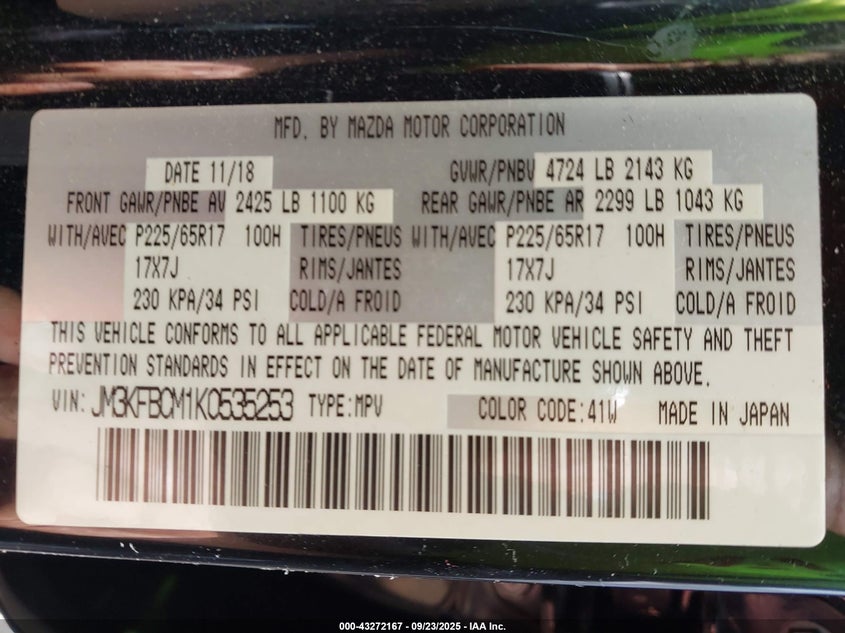 MFD. BY MAZDA MOTOR CORPORATION
DATE 11/18 GVWR/PNBV 4724 LB 2143 KG
FRONT GAWR/PNBE AV 2425 LB 1100 KG REAR GAWR/PNBE AR 2299 LB 1043 KG
WITH/AVEC P225/65R17 100H TIRES/PNEUS WITH/AVEC P225/65R17 100H TIRES/PNEUS
17X7J RIMS/JANTES 17X7J RIMS/JANTES
230 KPA/34 PSI COLD/A FROID 230 KPA/34 PSI COLD/A FROID
THIS VEHICLE CONFORMS TO ALL APPLICABLE FEDERAL MOTOR VEHICLE SAFETY AND THEFT
PREVENTION STANDARDS IN EFFECT ON THE DATE OF MANUFACTURE SHOWN ABOVE.
VIN: JM3KFBCM1K0535253 TYPE:MPV COLOR CODE:41W MADE IN JAPAN
000-43272167 - 09/23/2025 - IAA Inc.